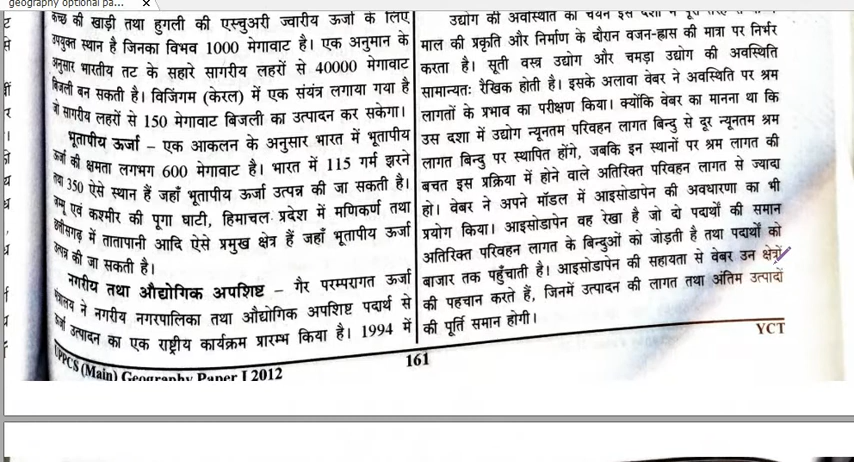 geography optional pa...
कच्छ की खाड़ी तथा हुगली की एस्चुअरी ज्वारीय ऊर्जा के लिए
उपयुक्त स्थान है जिनका विभव 1000 मेगावाट है। एक अनुमान के
अनुसार भारतीय तट के सहारे सागरीय लहरों से 40000 मेगावाट
बिजली बन सकती है। विजिंगम (केरल) में एक संयंत्र लगाया गया है
जो सागरीय लहरों से 150 मेगावाट बिजली का उत्पादन कर सकेगा।
भूतापीय ऊर्जा – एक आकलन के अनुसार भारत में भूतापीय
ऊर्जा की क्षमता लगभग 600 मेगावाट है। भारत में 115 गर्म झरने
तथा 350 ऐसे स्थान हैं जहाँ भूतापीय ऊर्जा उत्पन्न की जा सकती है।
जम्मू एवं कश्मीर की पूगा घाटी, हिमाचल प्रदेश में मणिकर्ण तथा
छत्तीसगढ़ में तातापानी आदि ऐसे प्रमुख क्षेत्र हैं जहाँ भूतापीय ऊर्जा
उत्पन्न की जा सकती है।
नगरीय तथा औद्योगिक अपशिष्ट – गैर परम्परागत ऊर्जा
मंत्रालय ने नगरीय नगरपालिका तथा औद्योगिक अपशिष्ट पदार्थ से
ऊर्जा उत्पादन का एक राष्ट्रीय कार्यक्रम प्रारम्भ किया है। 1994 में
उद्योग की अवस्थिति का चयन इस दशा में
माल की प्रकृति और निर्माण के दौरान वजन-ह्रास की मात्रा पर निर्भर
करता है। सूती वस्त्र उद्योग और चमड़ा उद्योग की अवस्थिति
सामान्यतः रैखिक होती है। इसके अलावा वेबर ने अवस्थिति पर श्रम
लागतों के प्रभाव का परीक्षण किया। क्योंकि वेबर का मानना था कि
उस दशा में उद्योग न्यूनतम परिवहन लागत बिन्दु से दूर न्यूनतम श्रम
लागत बिन्दु पर स्थापित होंगे, जबकि इन स्थानों पर श्रम लागत की
बचत इस प्रक्रिया में होने वाले अतिरिक्त परिवहन लागत से ज्यादा
हो। वेबर ने अपने मॉडल में आइसोडापेन की अवधारणा का भी
प्रयोग किया। आइसोडापेन वह रेखा है जो दो पदार्थों की समान
अतिरिक्त परिवहन लागत के बिन्दुओं को जोड़ती है तथा पदार्थों को
बाजार तक पहुँचाती है। आइसोडापेन की सहायता से वेबर उन क्षेत्रों
की पहचान करते हैं, जिनमें उत्पादन की लागत तथा अंतिम उत्पादों
की पूर्ति समान होगी।
UPPCS (Main) Geography Paper I 2012
161
YCT